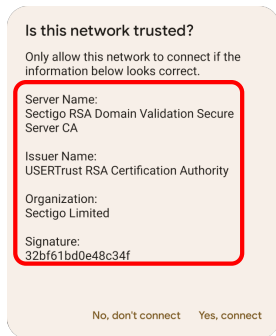 Is this network trusted?
Only allow this network to connect if the
information below looks correct.
Server Name:
Sectigo RSA Domain Validation Secure
Server CA
Issuer Name:
USERTrust RSA Certification Authority
Organization:
Sectigo Limited
Signature:
32bf61bd0e48c34f
No, don't connect Yes, connect